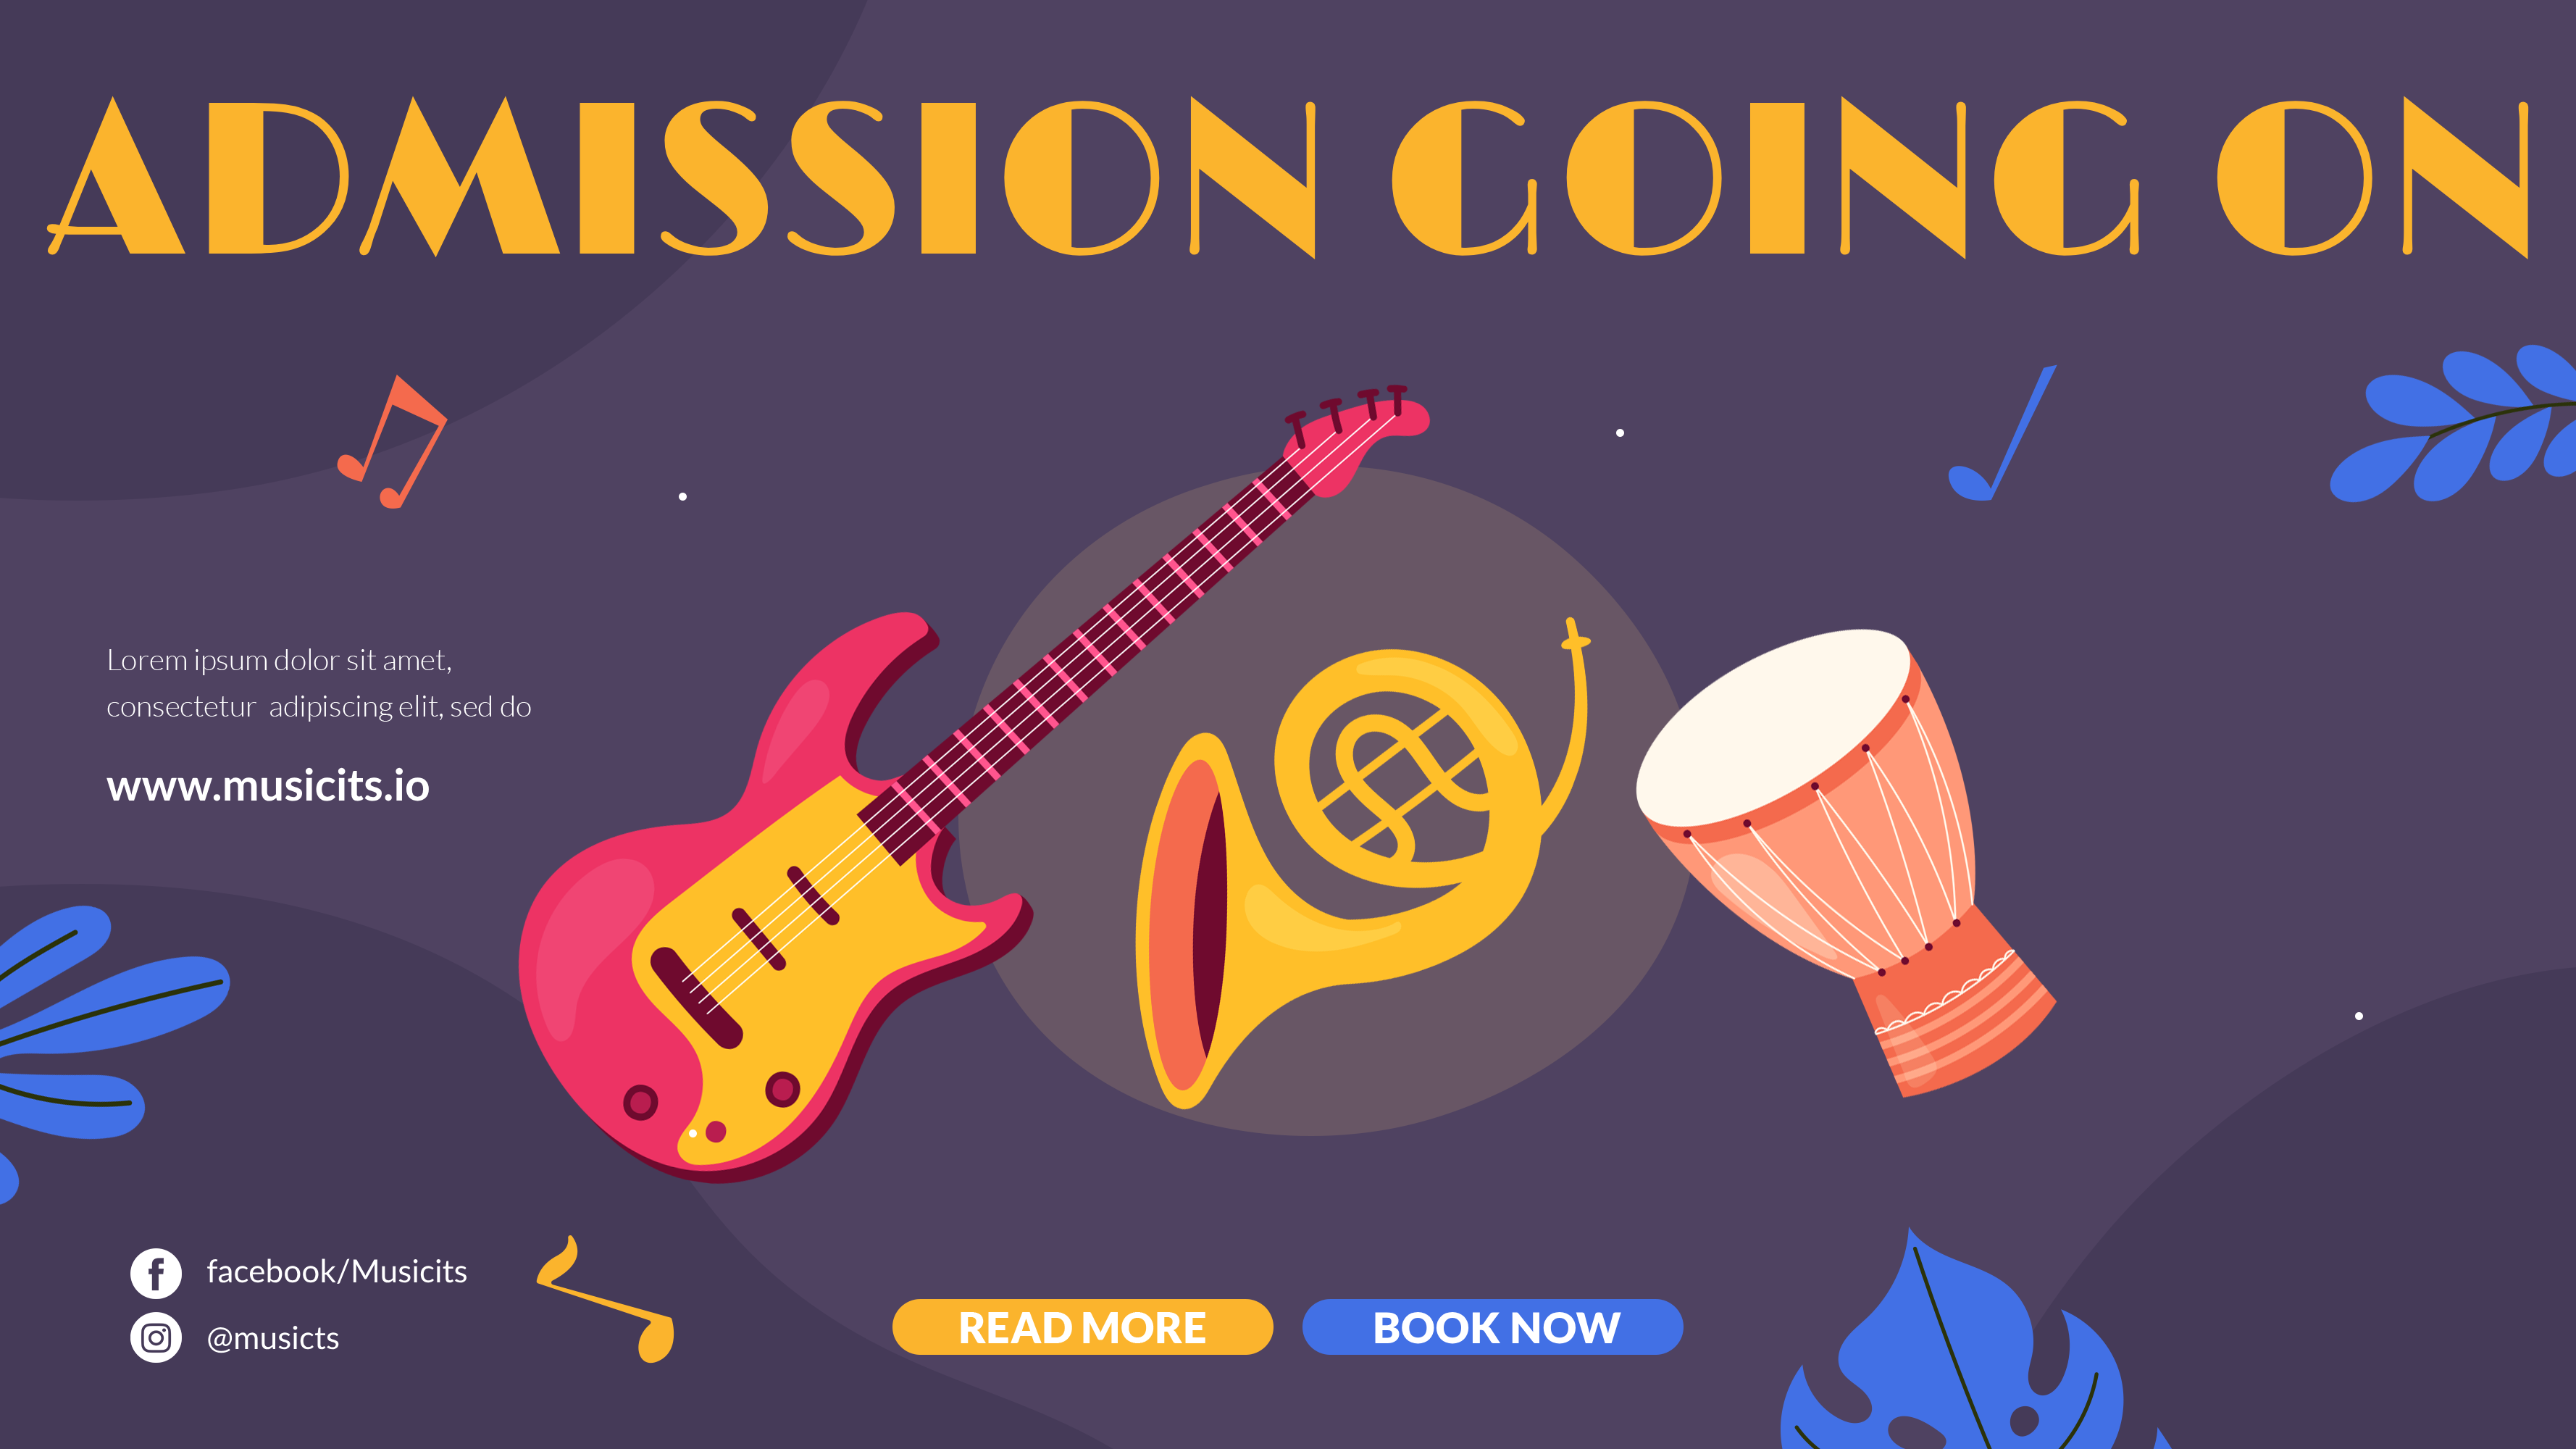 ADMISSION GOING ON
Lorem ipsum dolor sit amet,
consectetur adipiscing elit, sed do
www.musicits.io
facebook/Musicits
@musicts
READ MORE
BOOK NOW